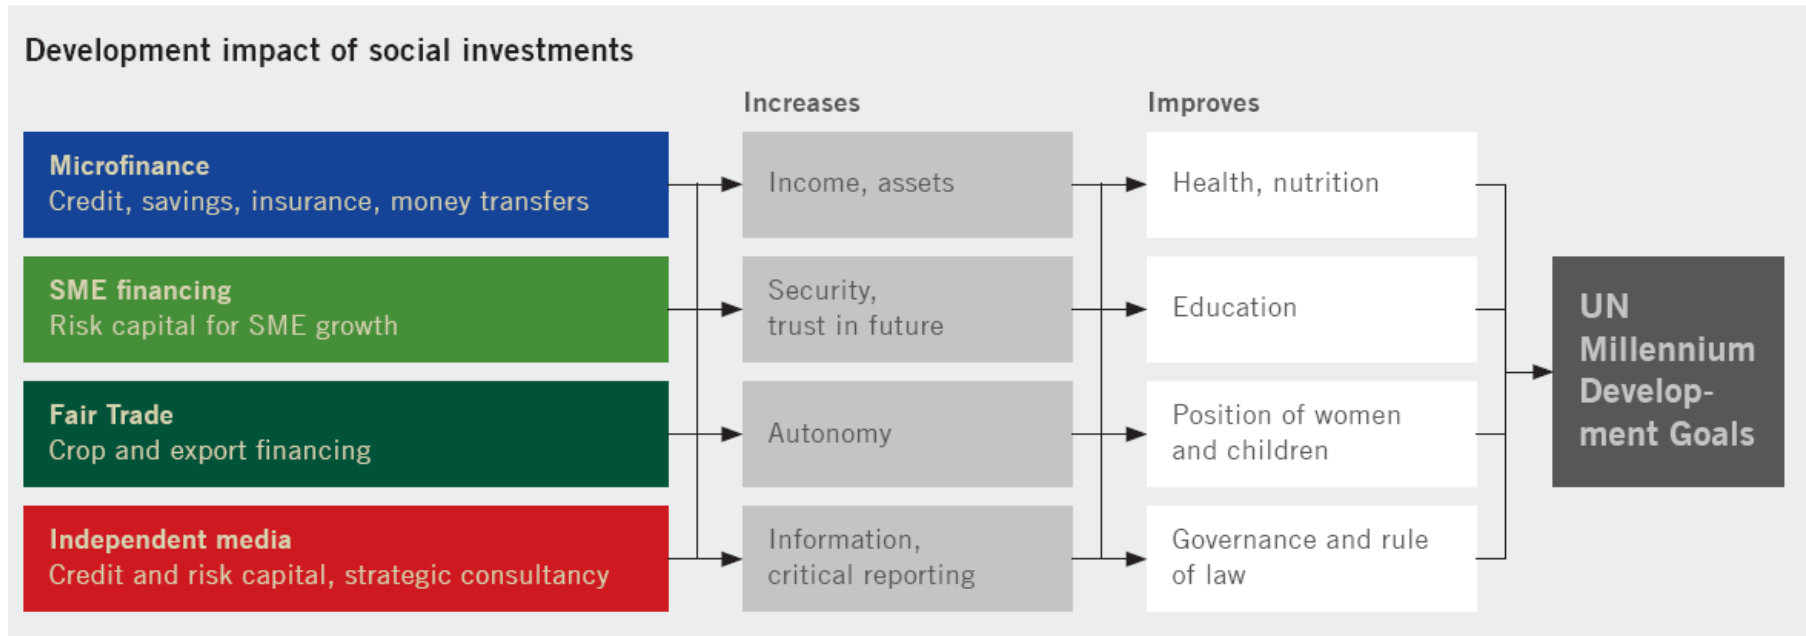 Development impact of social investments
Increases
Improves
Microfinance
Credit, savings, insurance, money transfers
Income, assets
Health, nutrition
SME financing
Risk capital for SME growth
Security,
trust in future
Education
Fair Trade
Crop and export financing
Autonomy
Position of women
and children
Independent media
Credit and risk capital, strategic consultancy
Information,
critical reporting
Governance and rule
of law
UN
Millennium
Develop-
ment Goals